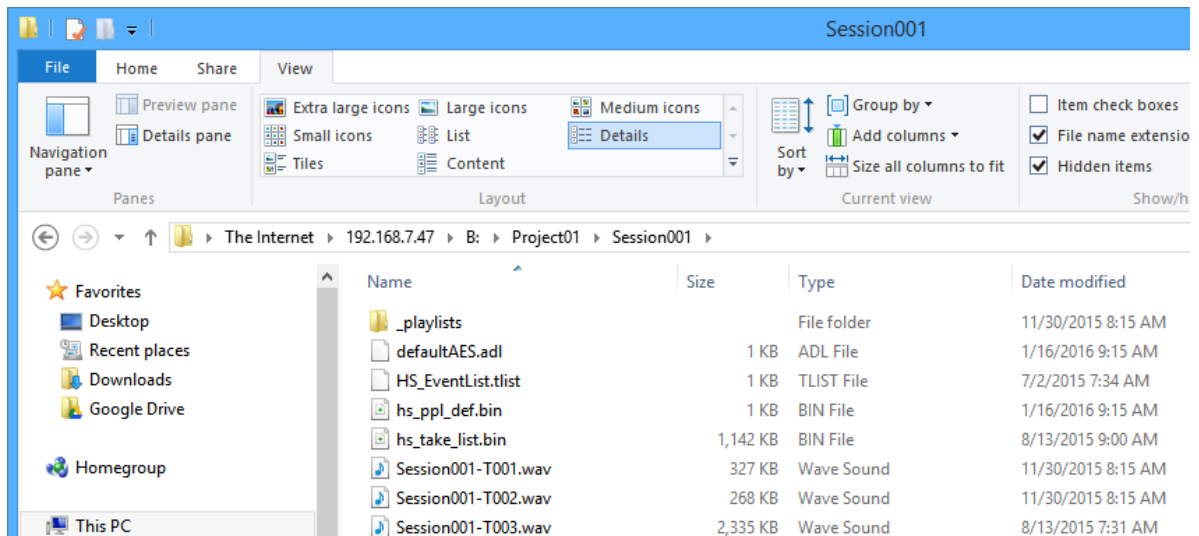 Session001
File Home Share View
Navigation pane
Preview pane
Details pane
Panes
Extra large icons Large icons Medium icons
Small icons List Details
Tiles Content
Layout
Sort by
Group by
Add columns
Size all columns to fit
Current view
Item check boxes
File name extensio
Hidden items
Show/h
The Internet 192.168.7.47 B: Project01 Session001
Favorites
Desktop
Recent places
Downloads
Google Drive
Homegroup
This PC
Name Size Type Date modified
_playlists File folder 11/30/2015 8:15 AM
defaultAES.adl 1 KB ADL File 1/16/2016 9:15 AM
HS_EventList.tlist 1 KB TLIST File 7/2/2015 7:34 AM
hs_ppl_def.bin 1 KB BIN File 1/16/2016 9:15 AM
hs_take_list.bin 1,142 KB BIN File 8/13/2015 9:00 AM
Session001-T001.wav 327 KB Wave Sound 11/30/2015 8:15 AM
Session001-T002.wav 268 KB Wave Sound 11/30/2015 8:15 AM
Session001-T003.wav 2,335 KB Wave Sound 8/13/2015 7:31 AM